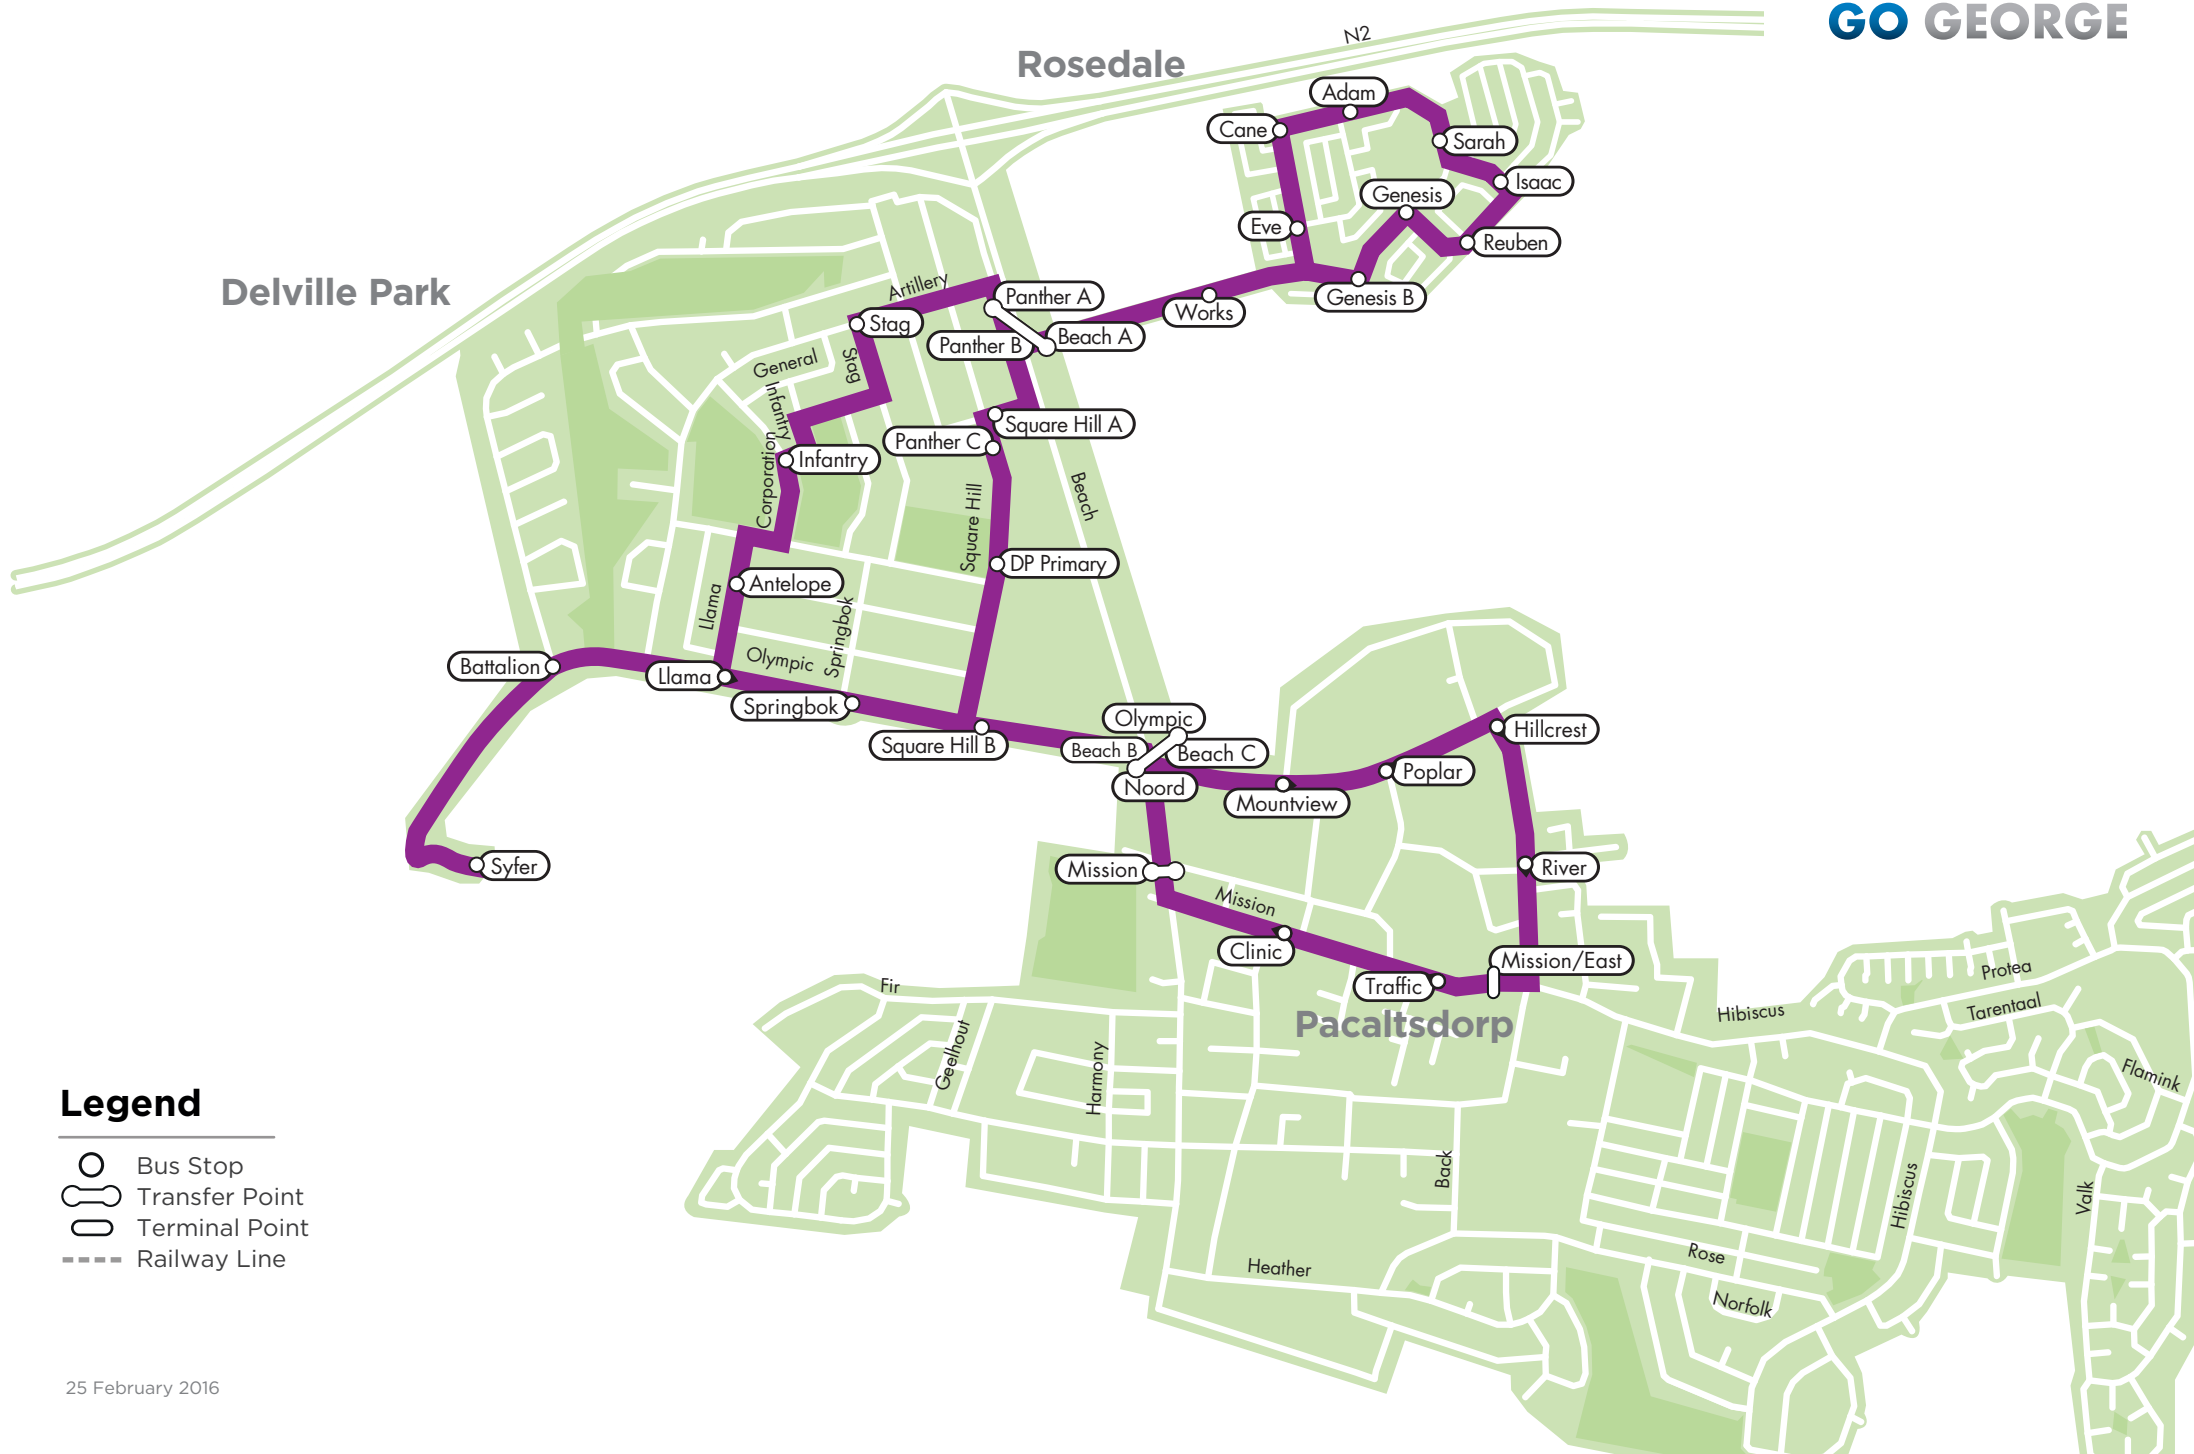 GO GEORGE
N2
Rosedale
Adam
Cane
Sarah
Isaac
Genesis
Eve
Reuben
Delville Park
Artillery
Panther A
Genesis B
Works
Stag
Panther B
Beach A
General
Stag
Infantry
Square Hill A
Panther C
Corporation
Infantry
Beach
Square Hill
DP Primary
Antelope
Llama
Springbok
Olympic
Battalion
Llama
Springbok
Olympic
Hillcrest
Square Hill B
Beach B
Beach C
Poplar
Noord
Mountview
Syfer
Mission
River
Mission
Clinic
Mission/East
Traffic
Fir
Protea
Tarentaal
Hibiscus
Pacaltsdorp
Geelhout
Harmony
Flamink
Legend
Bus Stop
Transfer Point
Terminal Point
Railway Line
Back
Hibiscus
Valk
Rose
Heather
Norfolk
25 February 2016